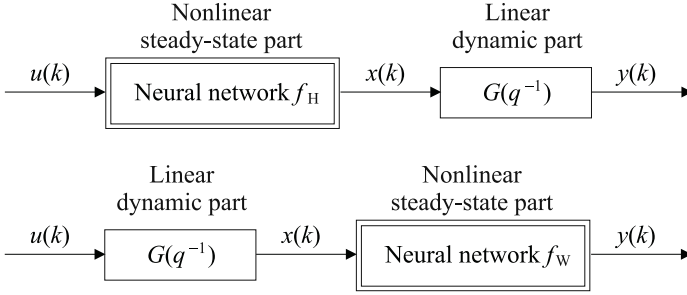 Nonlinear
steady-state part
Linear
dynamic part
u(k)
Neural network f_H
x(k)
G(q⁻¹)
y(k)
Linear
dynamic part
Nonlinear
steady-state part
u(k)
G(q⁻¹)
x(k)
Neural network f_W
y(k)